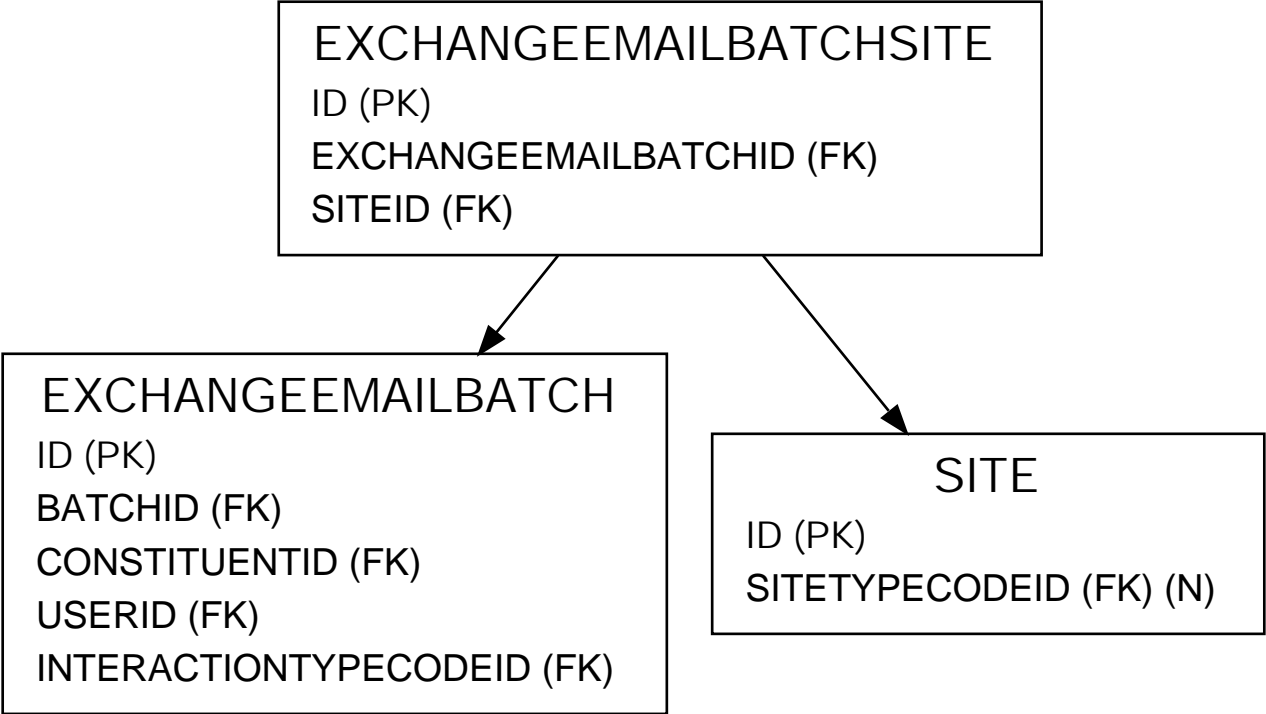 EXCHANGEEMAILBATCHSITE
ID (PK)
EXCHANGEEMAILBATCHID (FK)
SITEID (FK)
EXCHANGEEMAILBATCH
ID (PK)
BATCHID (FK)
CONSTITUENTID (FK)
USERID (FK)
INTERACTIONTYPECODEID (FK)
SITE
ID (PK)
SITETYPECODEID (FK) (N)